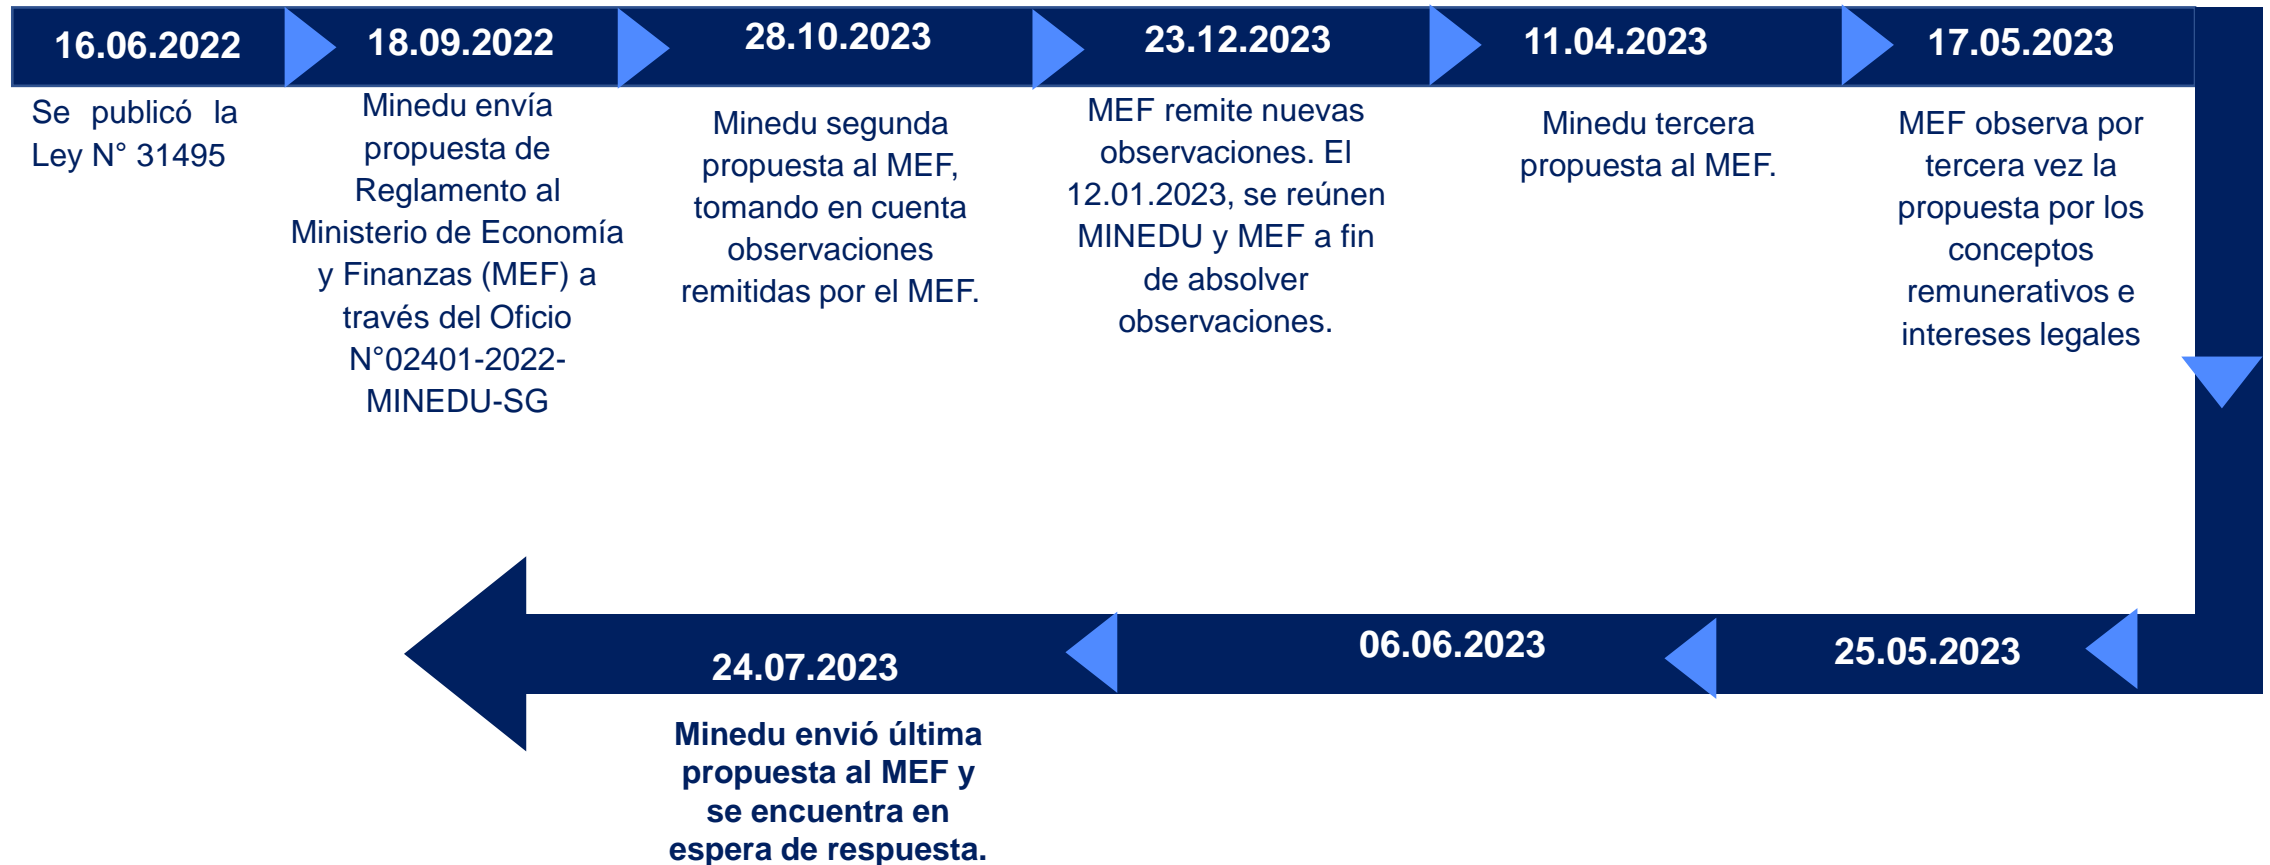 16.06.2022
Se publicó la
Ley N° 31495
18.09.2022
Minedu envía
propuesta de
Reglamento al
Ministerio de Economía
y Finanzas (MEF) a
través del Oficio
N°02401-2022-
MINEDU-SG
28.10.2023
Minedu segunda
propuesta al MEF,
tomando en cuenta
observaciones
remitidas por el MEF.
23.12.2023
MEF remite nuevas
observaciones. El
12.01.2023, se reúnen
MINEDU y MEF a fin
de absolver
observaciones.
11.04.2023
Minedu tercera
propuesta al MEF.
17.05.2023
MEF observa por
tercera vez la
propuesta por los
conceptos
remunerativos e
intereses legales
25.05.2023
06.06.2023
24.07.2023
Minedu envió última
propuesta al MEF y
se encuentra en
espera de respuesta.